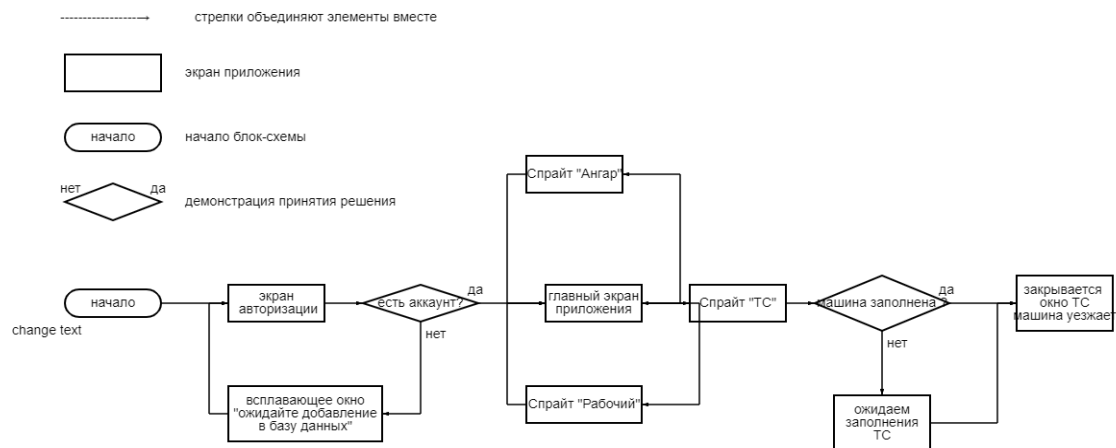 стрелки объединяют элементы вместе
экран приложения
начало
начало блок-схемы
нет
да
демонстрация принятия решения
Спрайт "Ангар"
начало
change text
экран
авторизации
есть аккаунт?
да
нет
всплавающее окно
"ожидайте добавление
в базу данных"
главный экран
приложения
Спрайт "ТС"
Спрайт "Рабочий"
машина заполнена ?
да
нет
ожидаем
заполнения
ТС
закрывается
окно ТС
машина уезжает